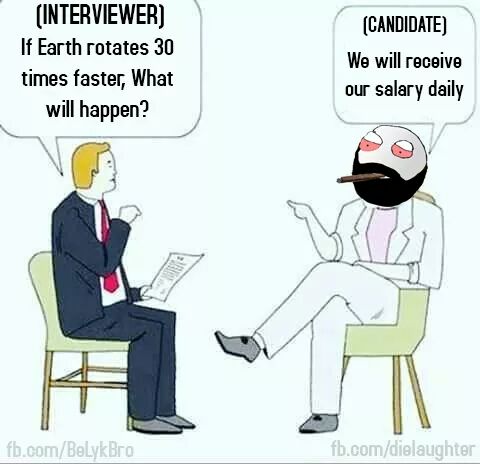 (INTERVIEWER)
If Earth rotates 30
times faster, What
will happen?
(CANDIDATE)
We will receive
our salary daily
fb.com/BeLykBro
fb.com/dielaughter